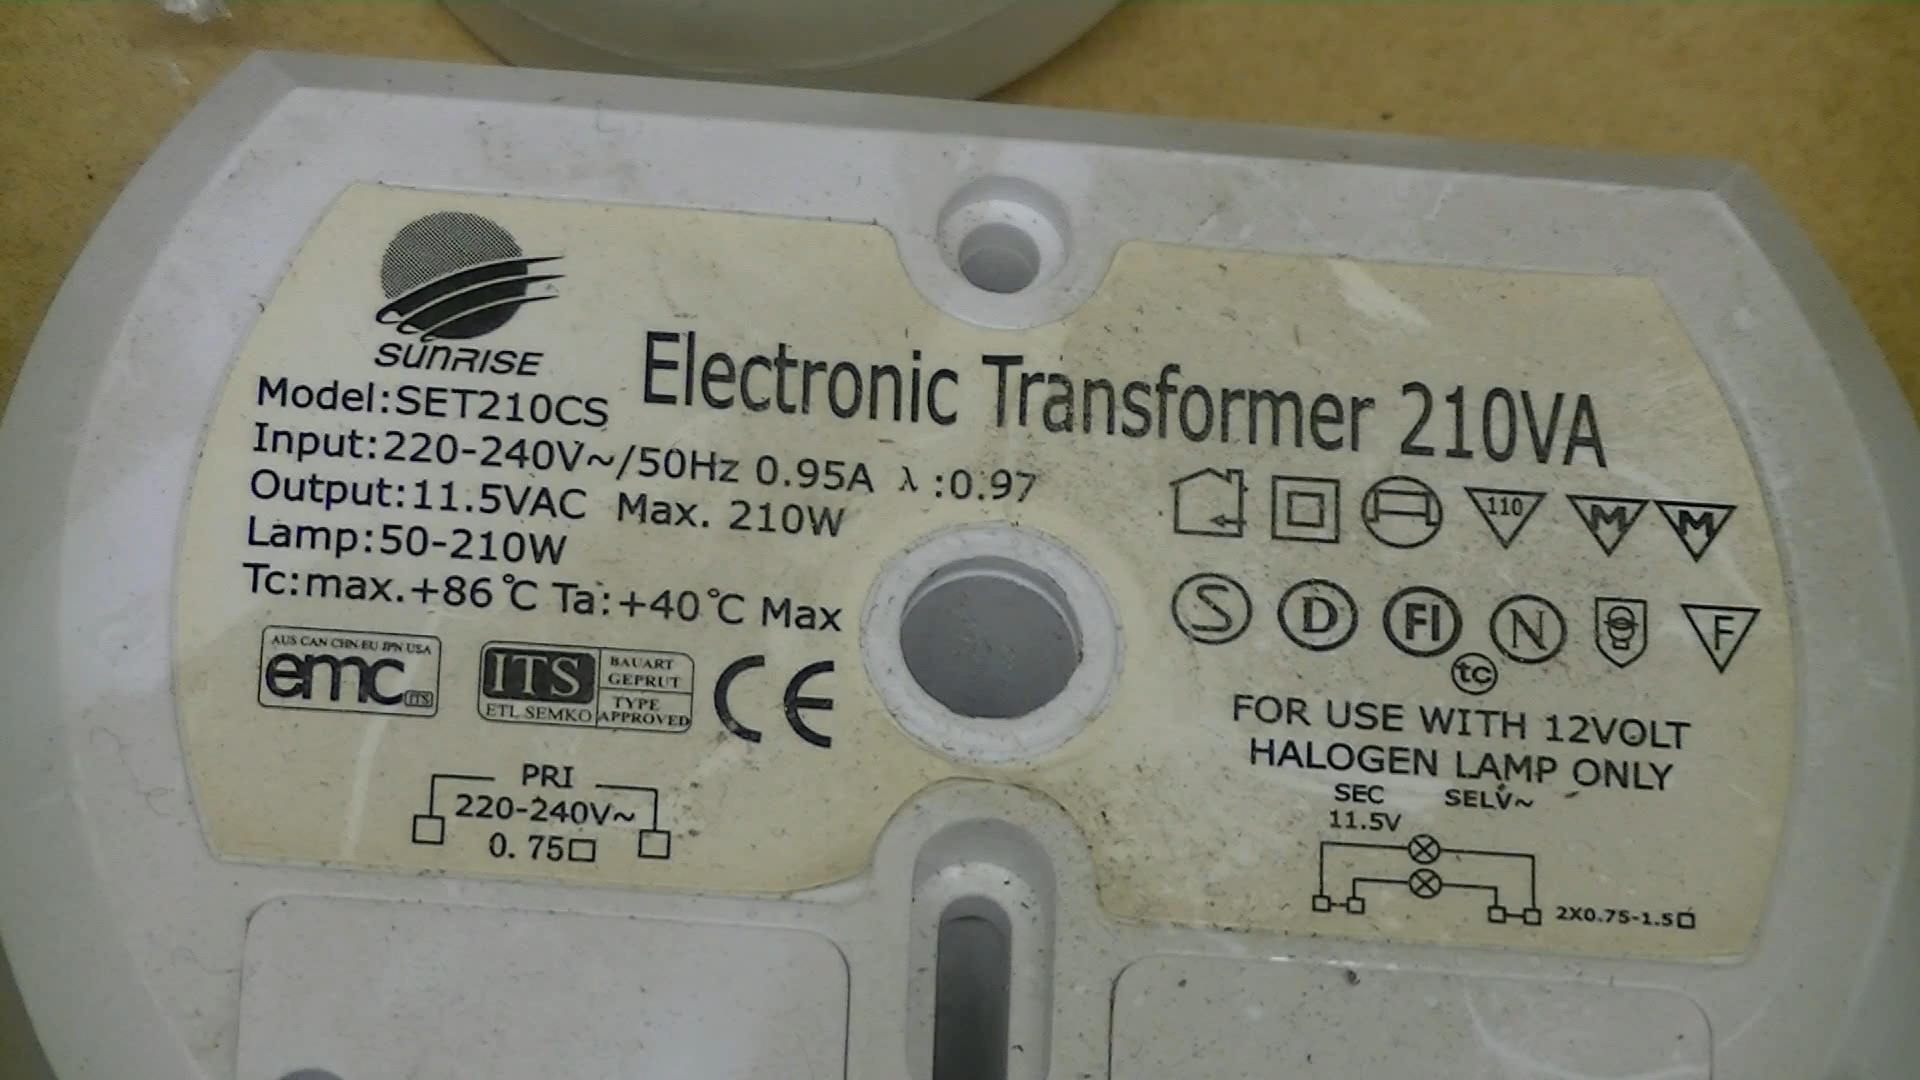 SUNRISE
Electronic Transformer 210VA
Model:SET210CS
Input:220-240V~/50Hz 0.95A λ:0.97
Output:11.5VAC Max. 210W
Lamp:50-210W
Tc:max.+86℃ Ta:+40℃ Max
AUS CAN CHN EU JPN USA
emc
ITS
ITS
BAUART
GEPRUT
TYPE
APPROVED
ETL SEMKO
CE
PRI
220-240V~
0.75□
110
M M
S D FI N F
tc
FOR USE WITH 12VOLT
HALOGEN LAMP ONLY
SEC SELV~
11.5V
2X0.75-1.5□